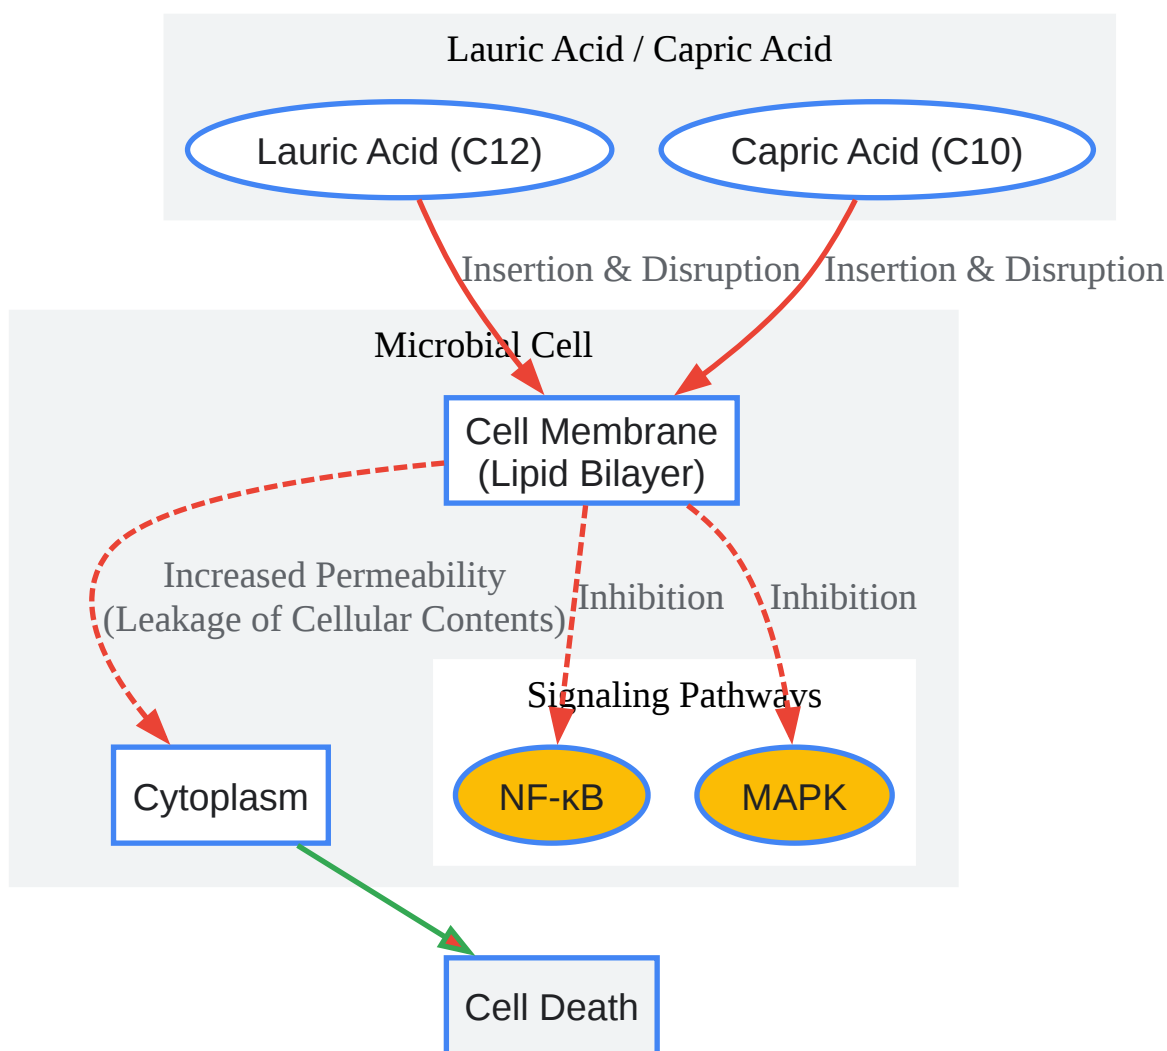 Lauric Acid / Capric Acid
Lauric Acid (C12)
Capric Acid (C10)
Insertion & Disruption
Insertion & Disruption
Microbial Cell
Cell Membrane
(Lipid Bilayer)
Increased Permeability
(Leakage of Cellular Contents)
Inhibition
Inhibition
Signaling Pathways
Cytoplasm
NF-κB
MAPK
Cell Death